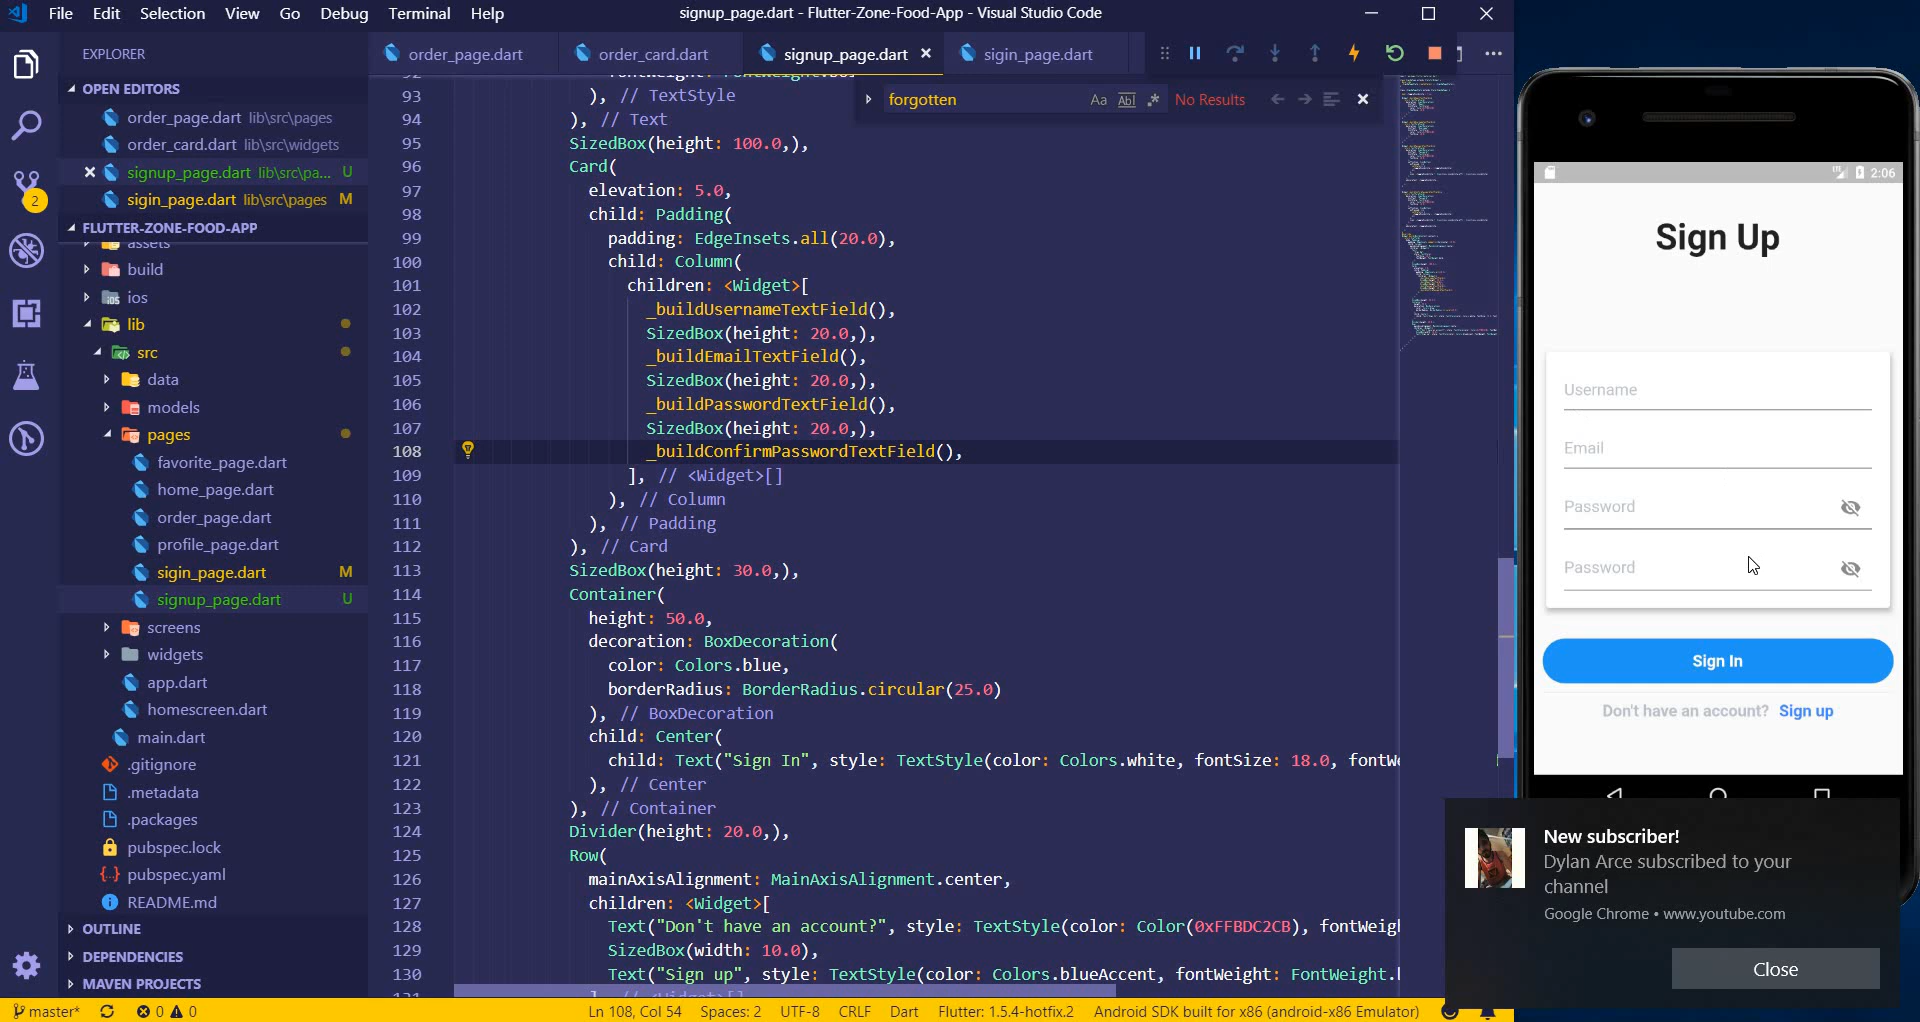 File Edit Selection View Go Debug Terminal Help
signup_page.dart - Flutter-Zone-Food-App - Visual Studio Code
EXPLORER
OPEN EDITORS
order_page.dart lib\src\pages
order_card.dart lib\src\widgets
signup_page.dart lib\src\pa... U
sigin_page.dart lib\src\pages M
FLUTTER-ZONE-FOOD-APP
assets
build
ios
lib
src
data
models
pages
favorite_page.dart
home_page.dart
order_page.dart
profile_page.dart
sigin_page.dart M
signup_page.dart U
screens
widgets
app.dart
homescreen.dart
main.dart
.gitignore
.metadata
.packages
pubspec.lock
pubspec.yaml
README.md
OUTLINE
DEPENDENCIES
MAVEN PROJECTS
2
order_page.dart order_card.dart signup_page.dart sigin_page.dart
forgotten Aa Abl .* No Results
93 ), // TextStyle
94 ), // Text
95 SizedBox(height: 100.0,),
96 Card(
97 elevation: 5.0,
98 child: Padding(
99 padding: EdgeInsets.all(20.0),
100 child: Column(
101 children: <Widget>[
102 _buildUsernameTextField(),
103 SizedBox(height: 20.0,),
104 _buildEmailTextField(),
105 SizedBox(height: 20.0,),
106 _buildPasswordTextField(),
107 SizedBox(height: 20.0,),
108 _buildConfirmPasswordTextField(),
109 ], // <Widget>[]
110 ), // Column
111 ), // Padding
112 ), // Card
113 SizedBox(height: 30.0,),
114 Container(
115 height: 50.0,
116 decoration: BoxDecoration(
117 color: Colors.blue,
118 borderRadius: BorderRadius.circular(25.0)
119 ), // BoxDecoration
120 child: Center(
121 child: Text("Sign In", style: TextStyle(color: Colors.white, fontSize: 18.0, fontWe
122 ), // Center
123 ), // Container
124 Divider(height: 20.0,),
125 Row(
126 mainAxisAlignment: MainAxisAlignment.center,
127 children: <Widget>[
128 Text("Don't have an account?", style: TextStyle(color: Color(0xFFBDC2CB), fontWeigh
129 SizedBox(width: 10.0),
130 Text("Sign up", style: TextStyle(color: Colors.blueAccent, fontWeight: FontWeight.b
master* 0 0 Ln 108, Col 54 Spaces: 2 UTF-8 CRLF Dart Flutter: 1.5.4-hotfix.2 Android SDK built for x86 (android-x86 Emulator)
2:06
Sign Up
Username
Email
Password
Password
Sign In
Don't have an account? Sign up
New subscriber!
Dylan Arce subscribed to your
channel
Google Chrome • www.youtube.com
Close